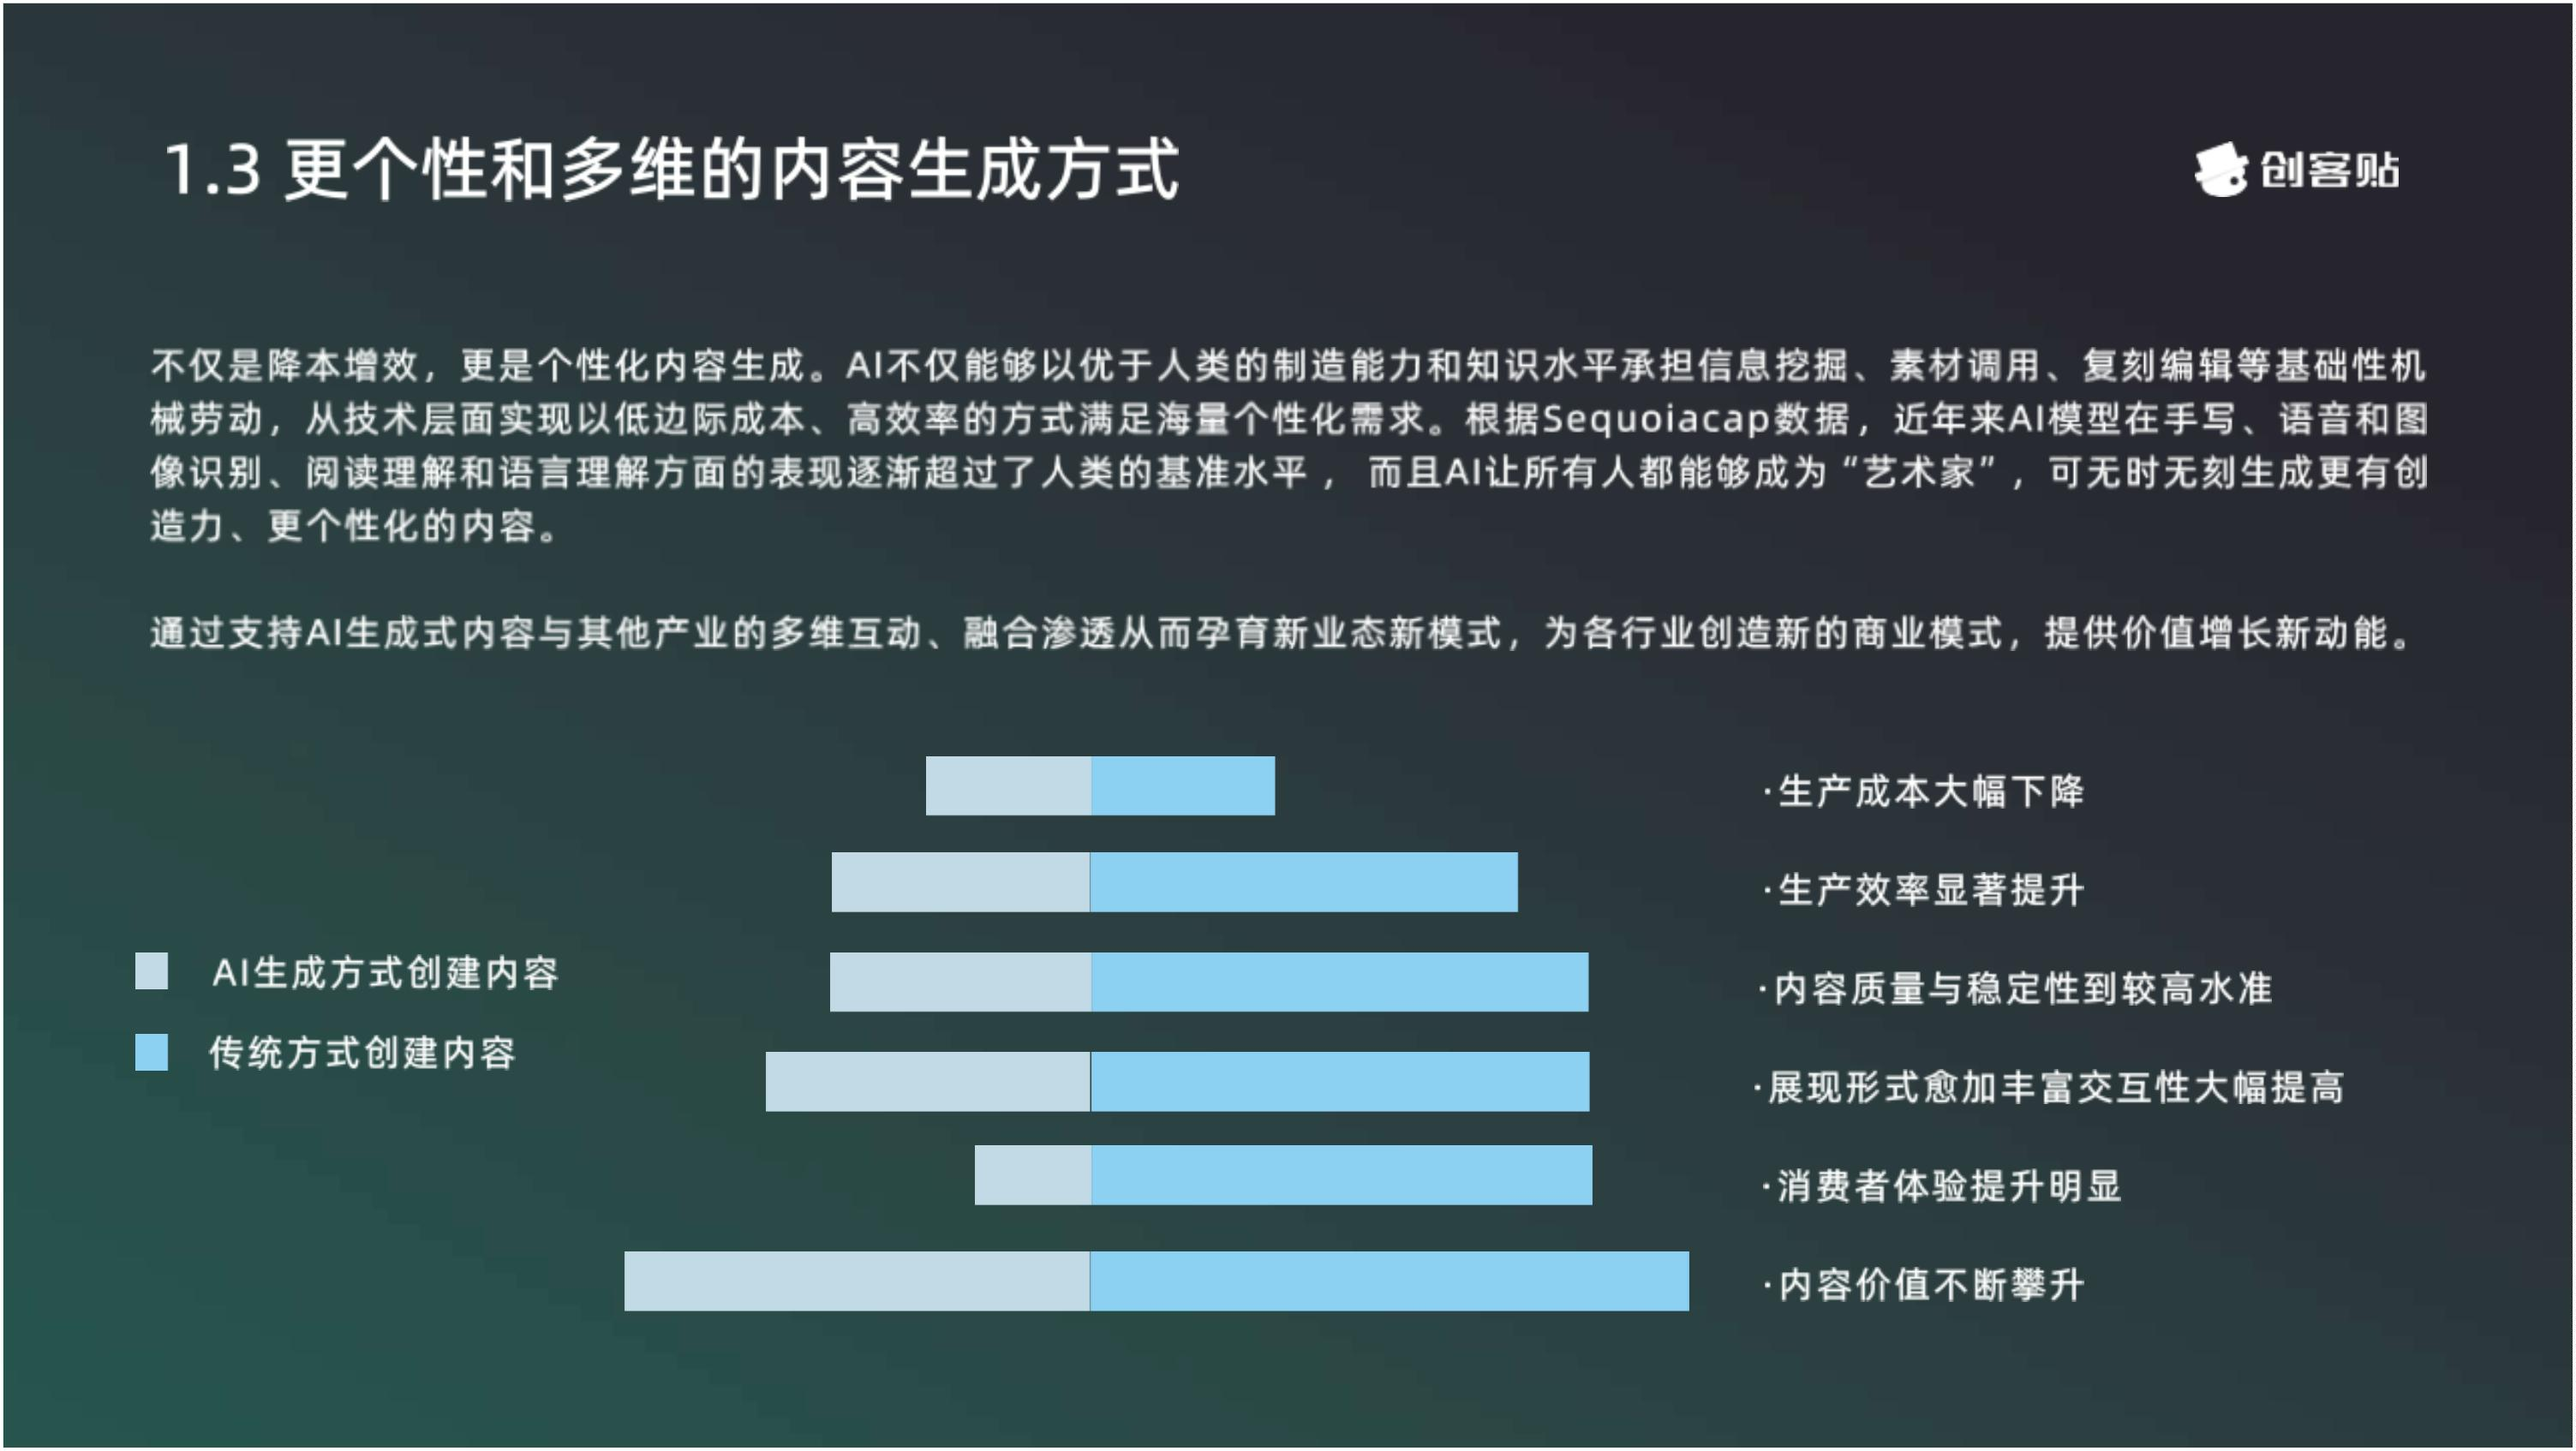 1.3 更个性和多维的内容生成方式
创客贴
不仅是降本增效，更是个性化内容生成。AI不仅能够以优于人类的制造能力和知识水平承担信息挖掘、素材调用、复刻编辑等基础性机
械劳动，从技术层面实现以低边际成本、高效率的方式满足海量个性化需求。根据Sequoiacap数据，近年来AI模型在手写、语音和图
像识别、阅读理解和语言理解方面的表现逐渐超过了人类的基准水平， 而且AI让所有人都能够成为“艺术家”，可无时无刻生成更有创
造力、更个性化的内容。
通过支持AI生成式内容与其他产业的多维互动、融合渗透从而孕育新业态新模式，为各行业创造新的商业模式，提供价值增长新动能。
AI生成方式创建内容
传统方式创建内容
·生产成本大幅下降
·生产效率显著提升
·内容质量与稳定性到较高水准
·展现形式愈加丰富交互性大幅提高
·消费者体验提升明显
·内容价值不断攀升